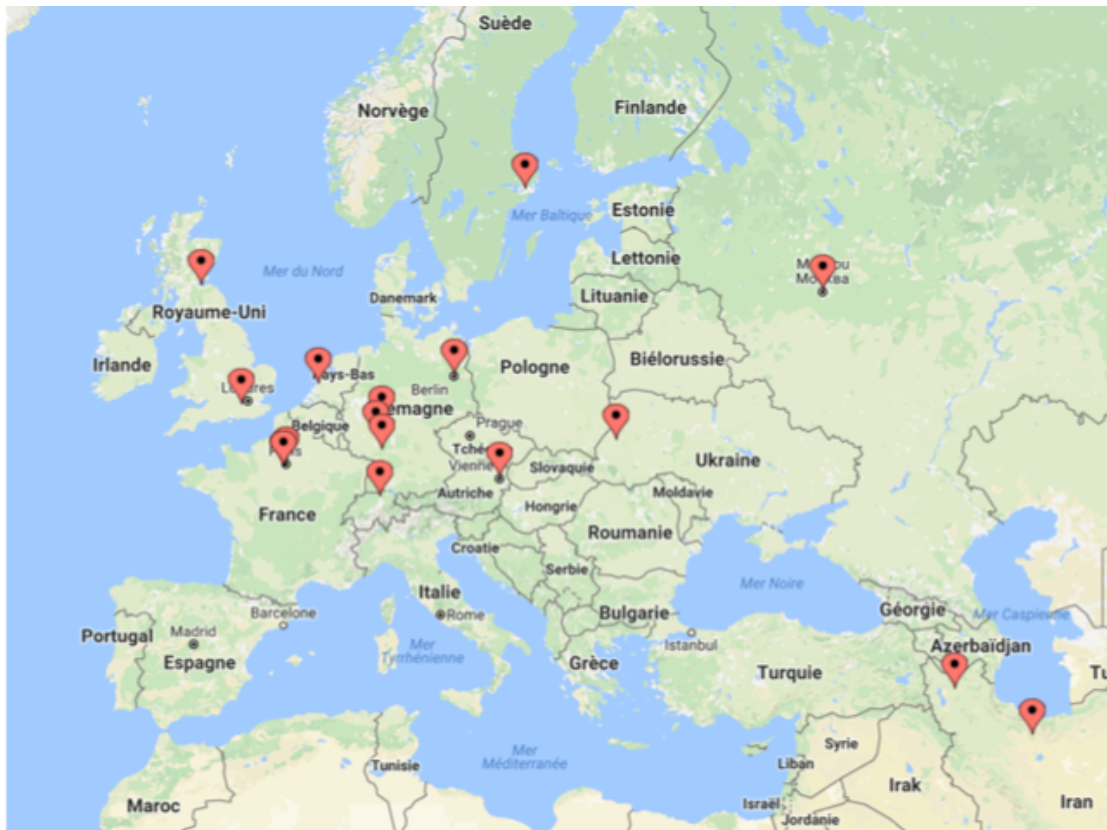 Suède
Norvège
Finlande
Mer Baltique
Estonie
Lettonie
Mer du Nord
Москва
Danemark
Lituanie
Royaume-Uni
Irlande
Biélorussie
Pologne
Pays-Bas
Berlin
Belgique
Prague
Ukraine
Slovaquie
Autriche
Moldavie
Hongrie
France
Roumanie
Croatie
Serbie
Mer Noire
Italie
Rome
Barcelone
Bulgarie
Géorgie
Mer Caspienne
Portugal
Madrid
Espagne
Istanbul
Azerbaïdjan
Mer
Tyrrhénienne
Grèce
Turquie
Mer
Méditerranée
Tunisie
Syrie
Liban
Irak
Israël
Jordanie
Iran
Maroc